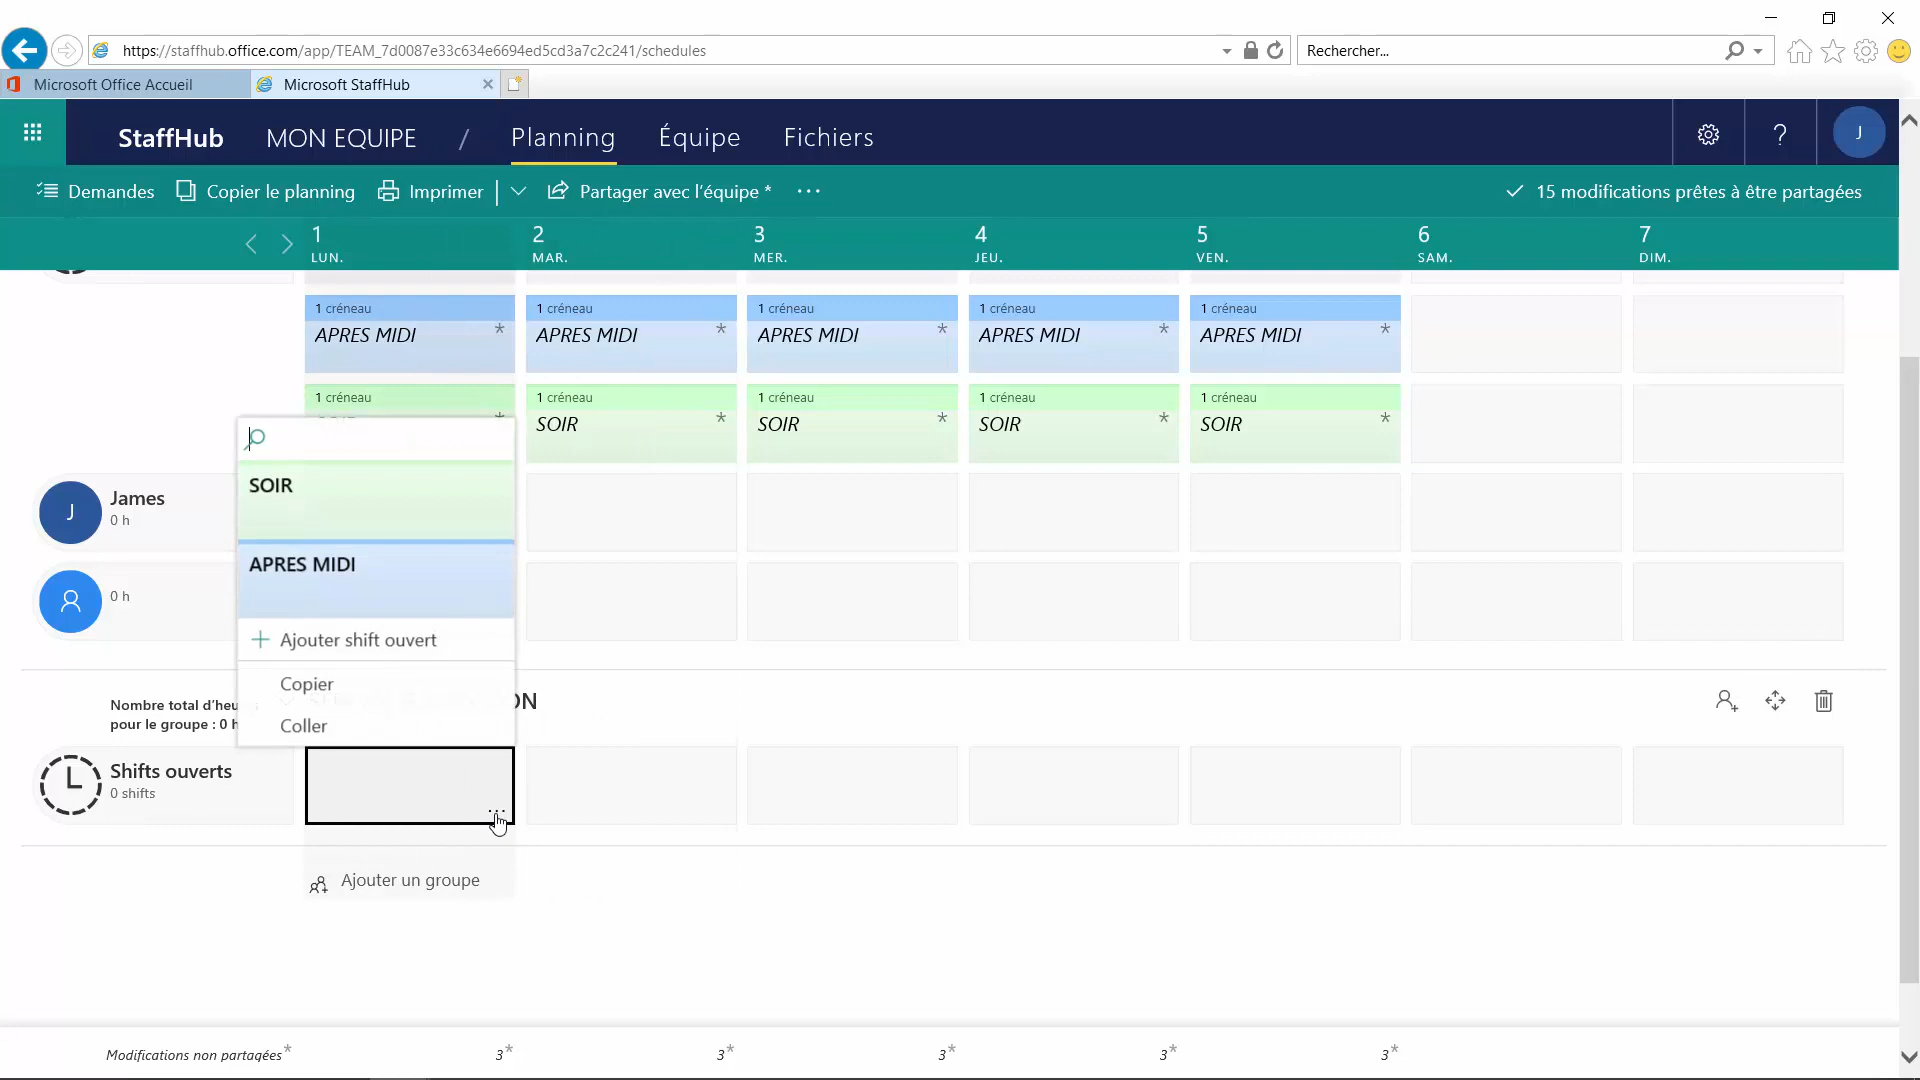 https://staffhub.office.com/app/TEAM_7d0087e33c634e6694ed5cd3a7c2c241/schedules
Rechercher...
Microsoft Office Accueil
Microsoft StaffHub
StaffHub MON EQUIPE / Planning Équipe Fichiers ? J
Demandes Copier le planning Imprimer Partager avec l'équipe * ... 15 modifications prêtes à être partagées
1 2 3 4 5 6 7
LUN. MAR. MER. JEU. VEN. SAM. DIM.
1 créneau 1 créneau 1 créneau 1 créneau 1 créneau
APRES MIDI * APRES MIDI * APRES MIDI * APRES MIDI * APRES MIDI *
1 créneau 1 créneau 1 créneau 1 créneau 1 créneau
SOIR * SOIR * SOIR * SOIR *
SOIR
J James
0 h
APRES MIDI
0 h
Ajouter shift ouvert
Copier
Coller
Nombre total d'heu
pour le groupe : 0 h
ON
Shifts ouverts
0 shifts
...
Ajouter un groupe
Modifications non partagées* 3* 3* 3* 3* 3*